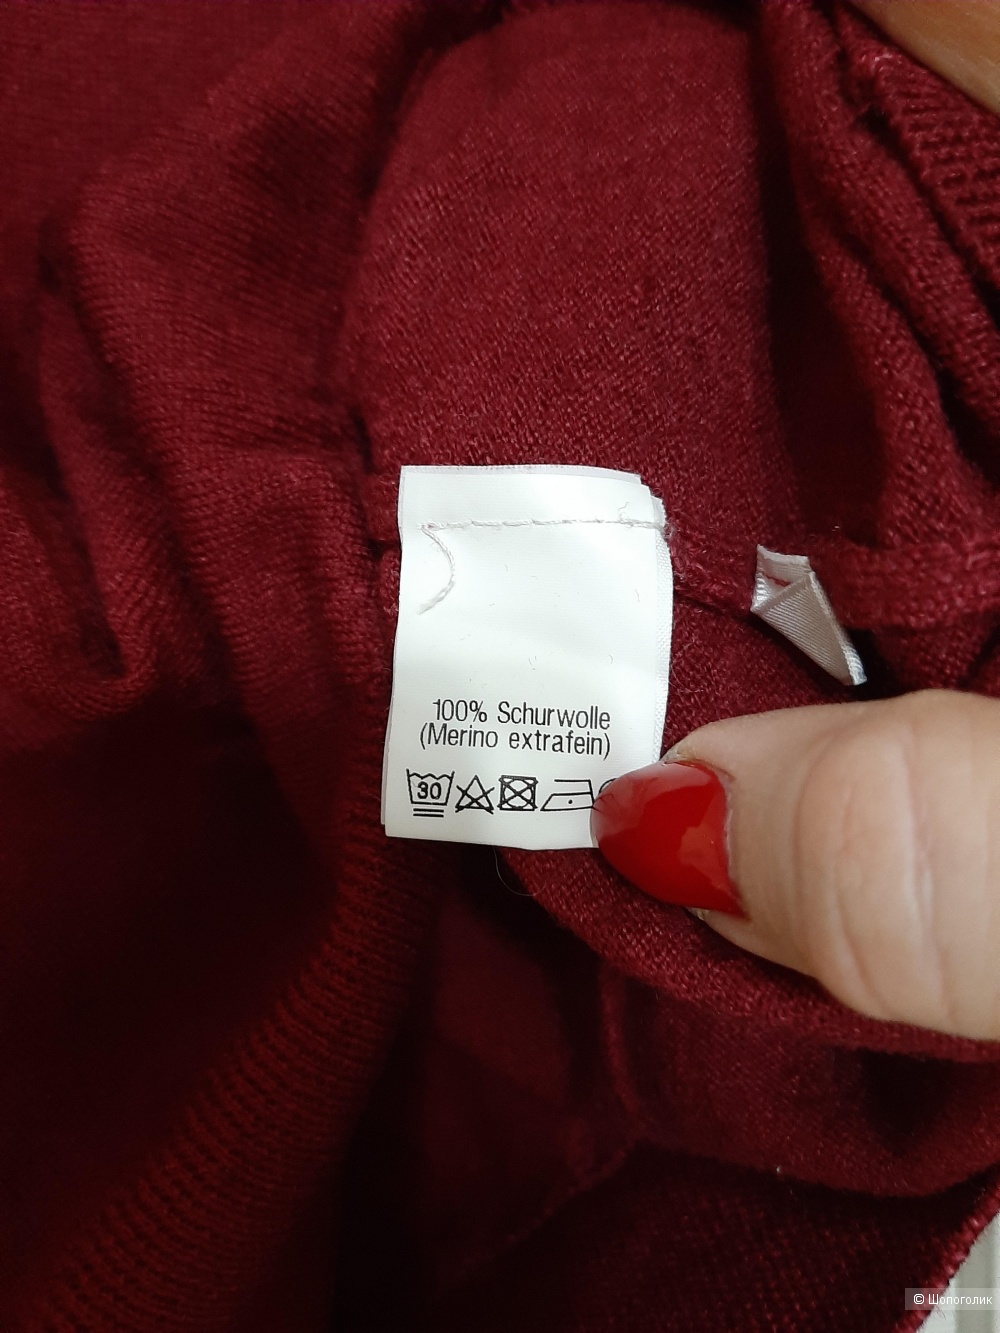 100% Schurwolle
(Merino extrafein)
30
© Шопоголик